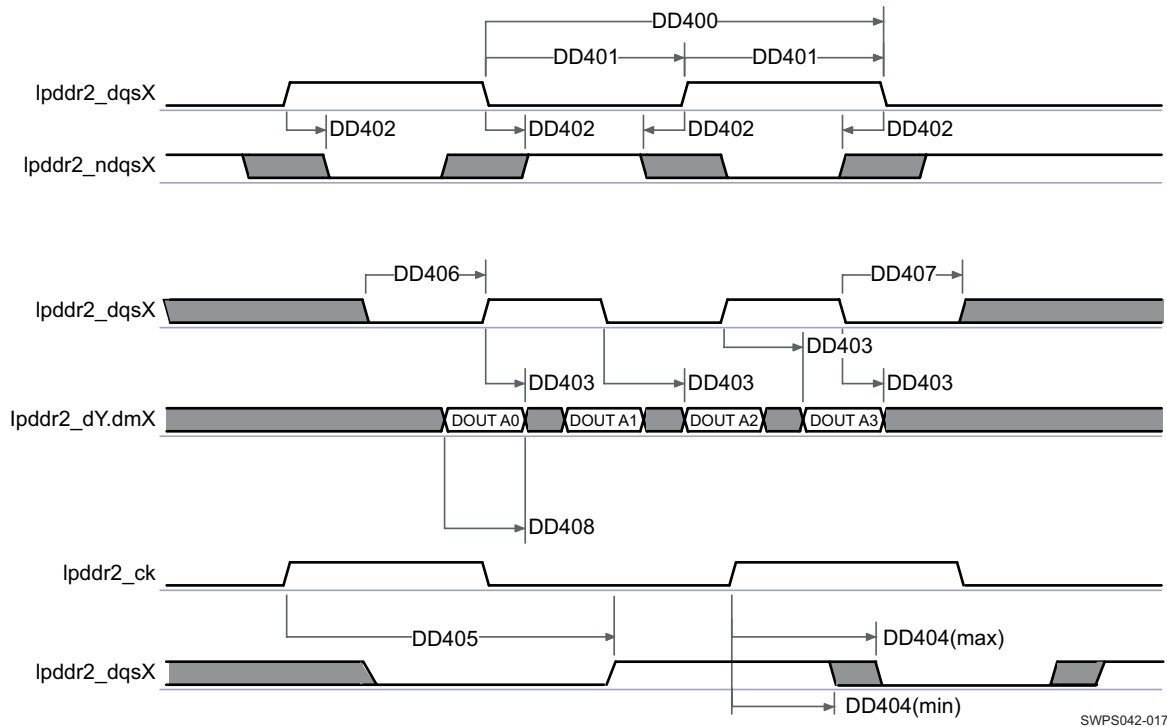 DD400
DD401 DD401
lpddr2_dqsX
DD402 DD402 DD402 DD402
lpddr2_ndqsX
DD406 DD407
lpddr2_dqsX
DD403
DD403 DD403 DD403
lpddr2_dY.dmX DOUT A0 DOUT A1 DOUT A2 DOUT A3
DD408
lpddr2_ck
DD405 DD404(max)
lpddr2_dqsX
DD404(min)
SWPS042-017